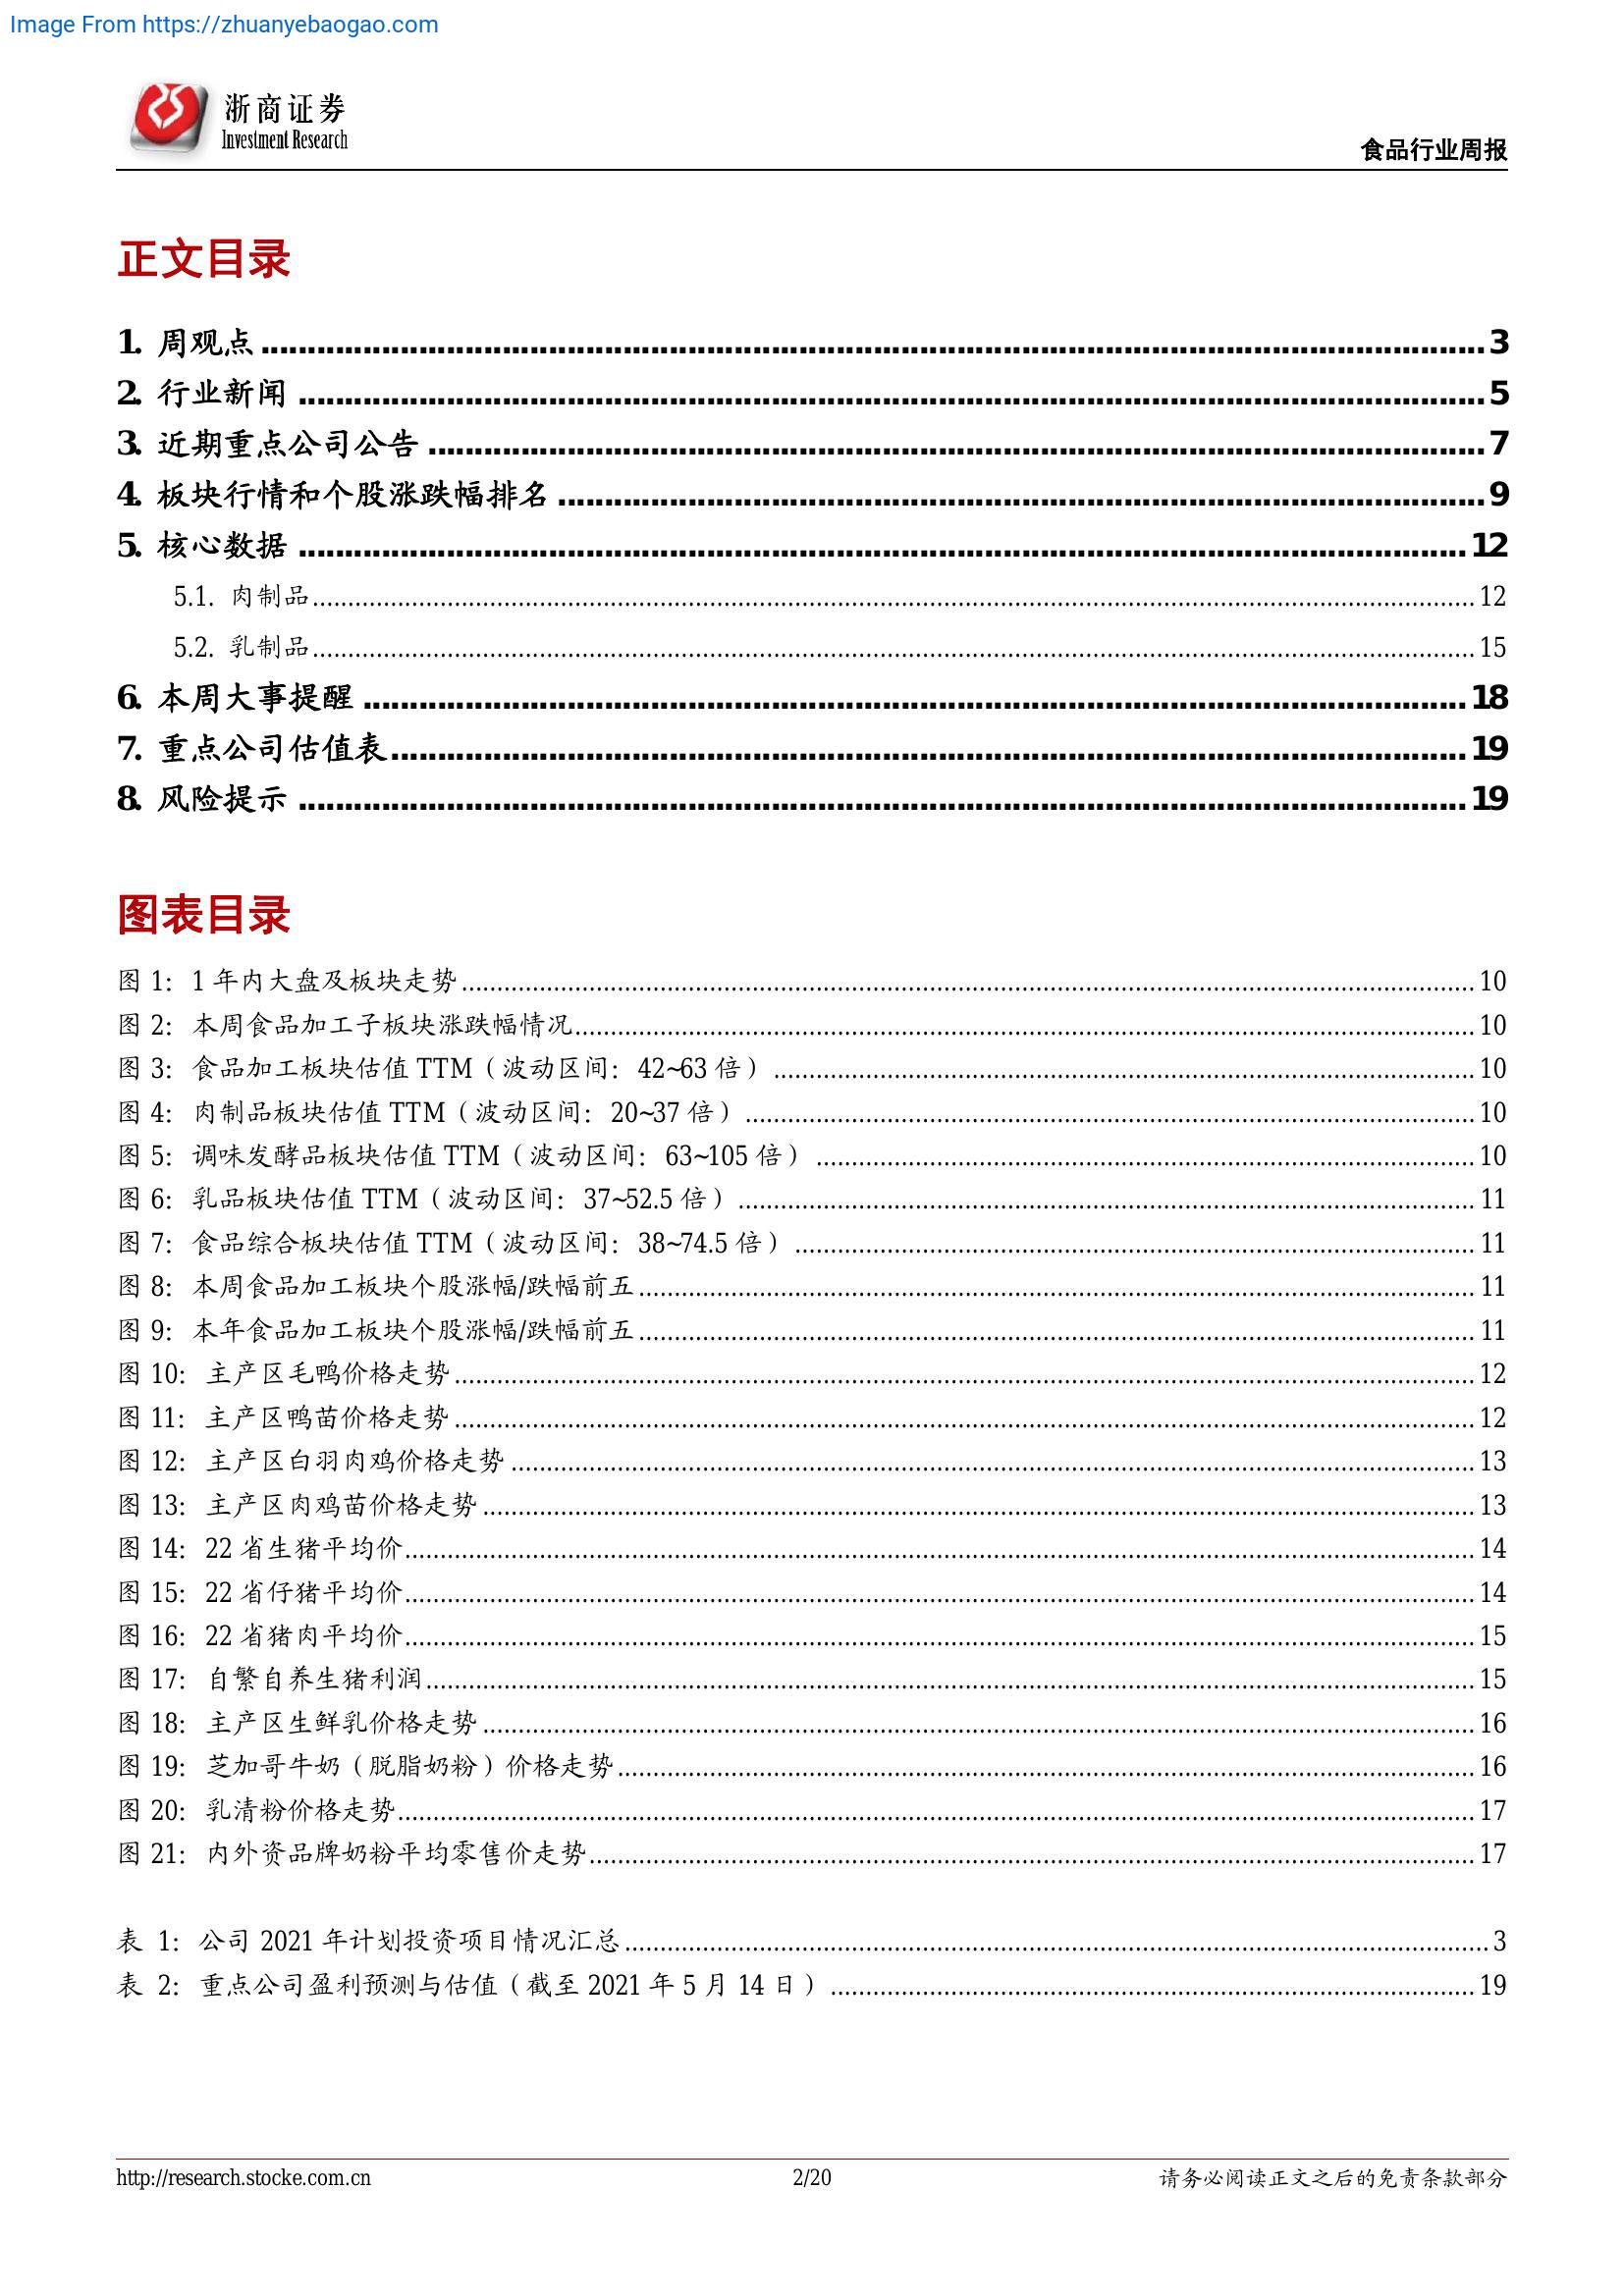 Image From https://zhuanyebaogao.com
浙商证券
Investment Research
食品行业周报
正文目录
1. 周观点 3
2. 行业新闻 5
3. 近期重点公司公告 7
4. 板块行情和个股涨跌幅排名 9
5. 核心数据 12
5.1. 肉制品 12
5.2. 乳制品 15
6. 本周大事提醒 18
7. 重点公司估值表 19
8. 风险提示 19
图表目录
图 1: 1 年内大盘及板块走势 10
图 2: 本周食品加工子板块涨跌幅情况 10
图 3: 食品加工板块估值 TTM（波动区间: 42~63 倍） 10
图 4: 肉制品板块估值 TTM（波动区间: 20~37 倍） 10
图 5: 调味发酵品板块估值 TTM（波动区间: 63~105 倍） 10
图 6: 乳品板块估值 TTM（波动区间: 37~52.5 倍） 11
图 7: 食品综合板块估值 TTM（波动区间: 38~74.5 倍） 11
图 8: 本周食品加工板块个股涨幅/跌幅前五 11
图 9: 本年食品加工板块个股涨幅/跌幅前五 11
图 10: 主产区毛鸭价格走势 12
图 11: 主产区鸭苗价格走势 12
图 12: 主产区白羽肉鸡价格走势 13
图 13: 主产区肉鸡苗价格走势 13
图 14: 22 省生猪平均价 14
图 15: 22 省仔猪平均价 14
图 16: 22 省猪肉平均价 15
图 17: 自繁自养生猪利润 15
图 18: 主产区生鲜乳价格走势 16
图 19: 芝加哥牛奶（脱脂奶粉）价格走势 16
图 20: 乳清粉价格走势 17
图 21: 内外资品牌奶粉平均零售价走势 17
表 1: 公司 2021 年计划投资项目情况汇总 3
表 2: 重点公司盈利预测与估值（截至 2021 年 5 月 14 日） 19
http://research.stocke.com.cn 2/20 请务必阅读正文之后的免责条款部分